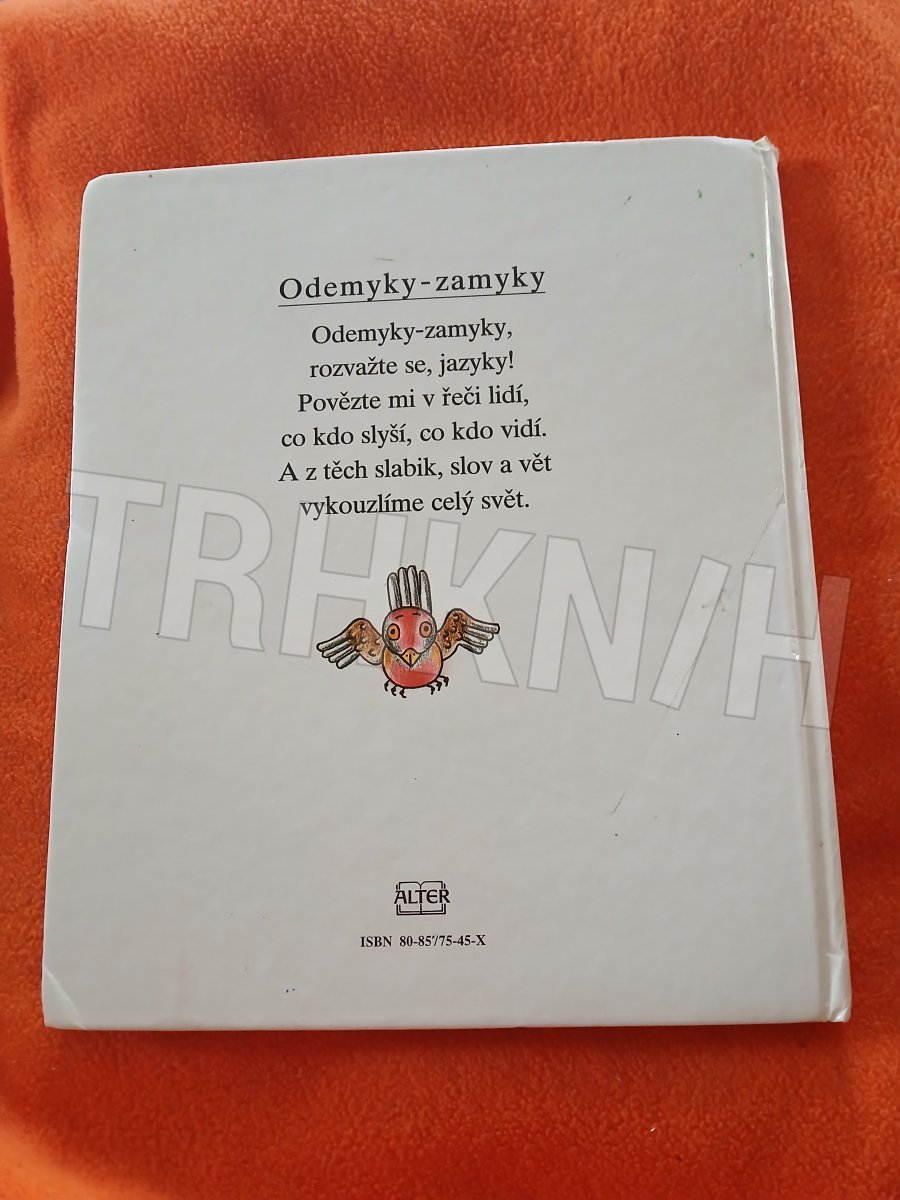 Odemyky-zamyky
Odemyky-zamyky,
rozvažte se, jazyky!
Povězte mi v řeči lidí,
co kdo slyší, co kdo vidí.
A z těch slabik, slov a vět
vykouzlíme celý svět.
TRHKN/H
ALTER
ISBN 80-85775-45-X